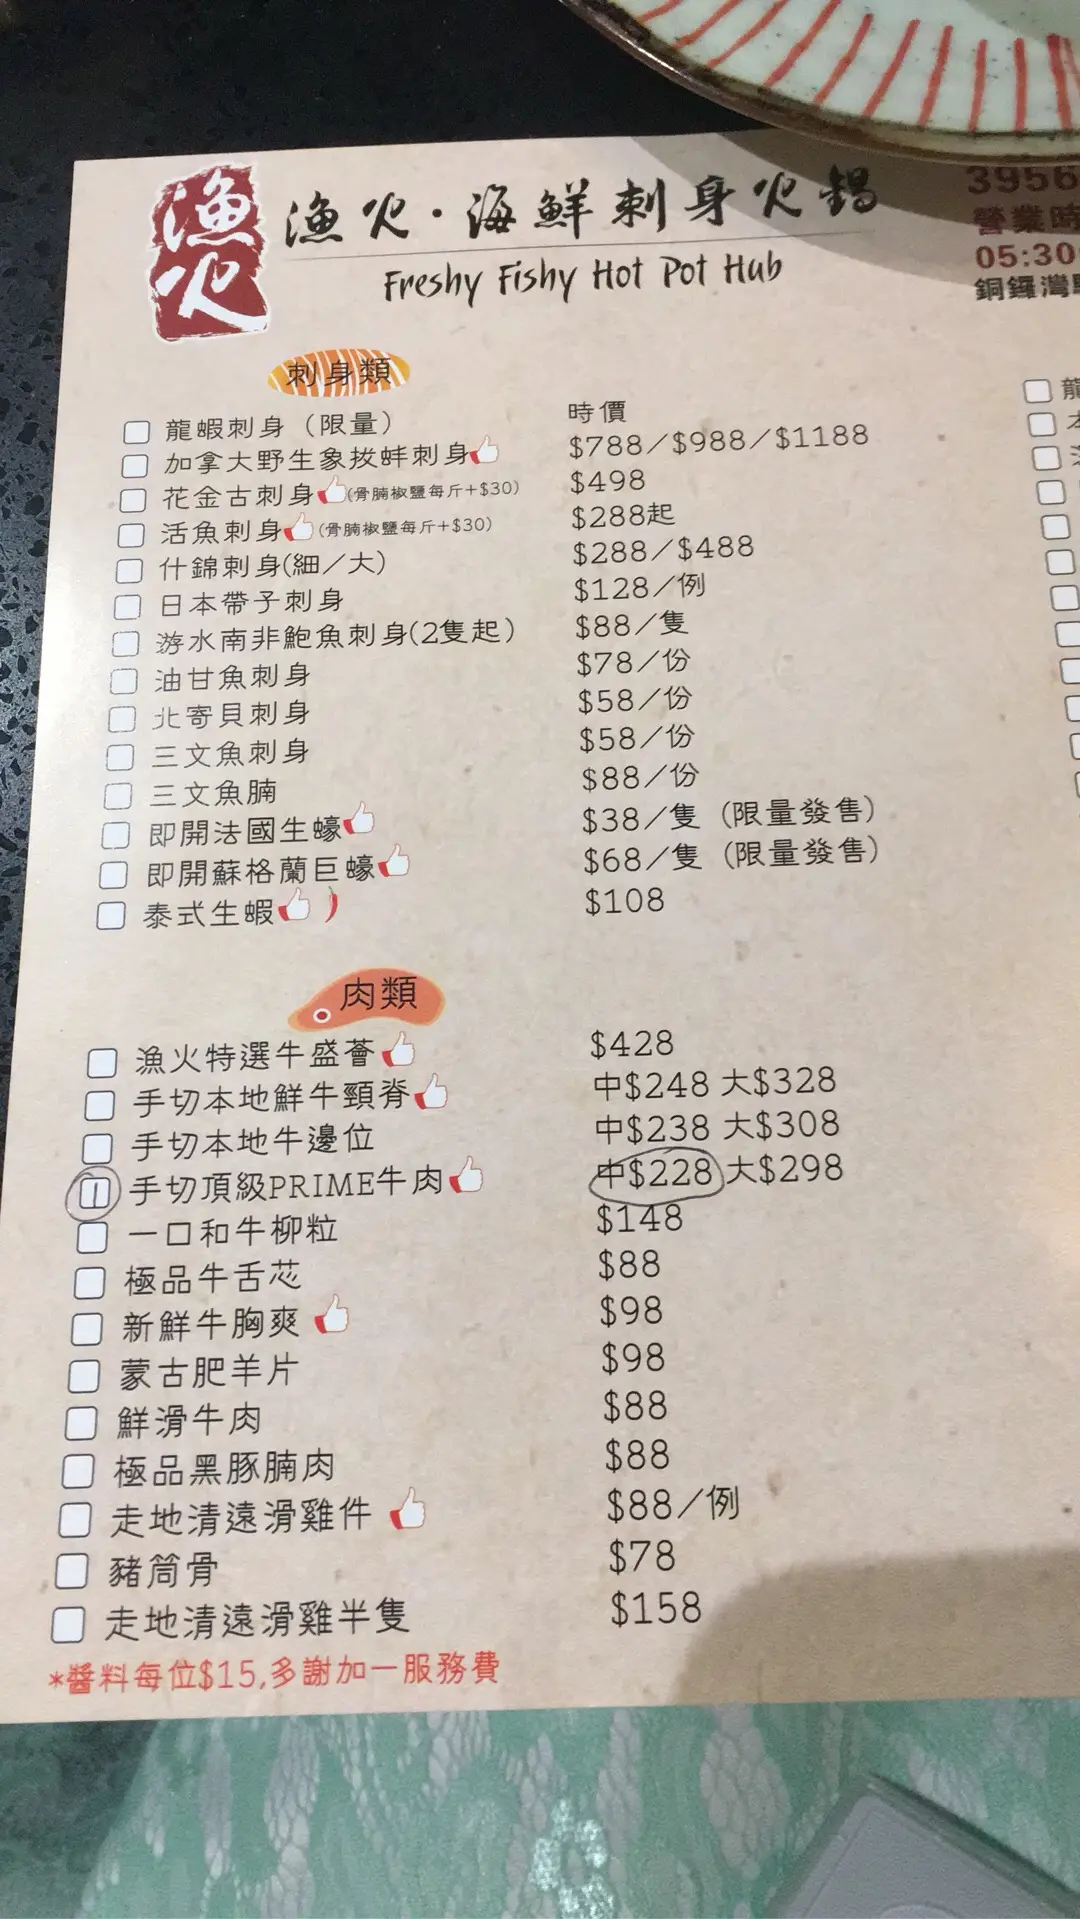 漁火
漁火·海鮮刺身火鍋
Freshy Fishy Hot Pot Hub
3956
營業時
05:30
銅鑼灣
刺身類
龍蝦刺身（限量） 時價
加拿大野生象拔蚌刺身 $788/$988/$1188
花金古刺身(骨腩椒鹽每斤+$30) $498
活魚刺身(骨腩椒鹽每斤+$30) $288起
什錦刺身(細/大) $288/$488
日本帶子刺身 $128/例
游水南非鮑魚刺身(2隻起) $88/隻
油甘魚刺身 $78/份
北寄貝刺身 $58/份
三文魚刺身 $58/份
三文魚腩 $88/份
即開法國生蠔 $38/隻（限量發售）
即開蘇格蘭巨蠔 $68/隻（限量發售）
泰式生蝦 $108
肉類
漁火特選牛盛薈 $428
手切本地鮮牛頸脊 中$248 大$328
手切本地牛邊位 中$238 大$308
1 手切頂級PRIME牛肉 中$228 大$298
一口和牛柳粒 $148
極品牛舌芯 $88
新鮮牛胸爽 $98
蒙古肥羊片 $98
鮮滑牛肉 $88
極品黑豚腩肉 $88
走地清遠滑雞件 $88/例
豬筒骨 $78
走地清遠滑雞半隻 $158
*醬料每位$15,多謝加一服務費